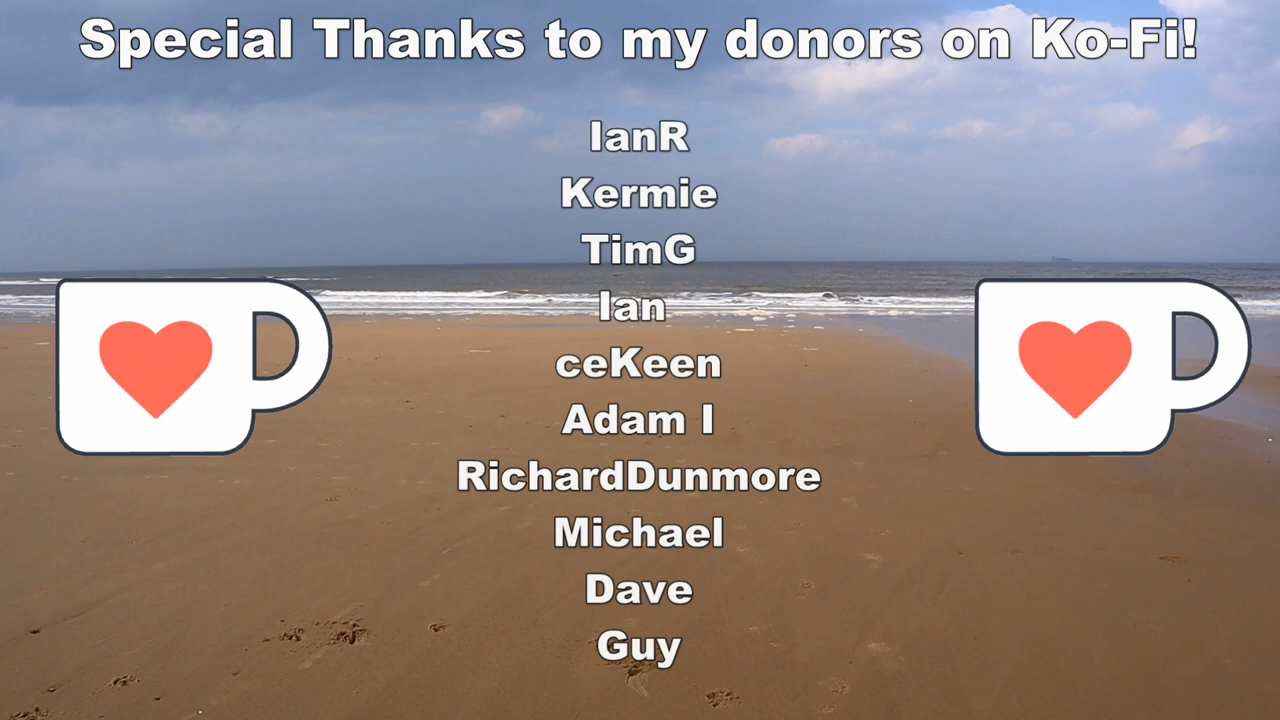 Special Thanks to my donors on Ko-Fi!
IanR
Kermie
TimG
Ian
ceKeen
Adam I
RichardDunmore
Michael
Dave
Guy